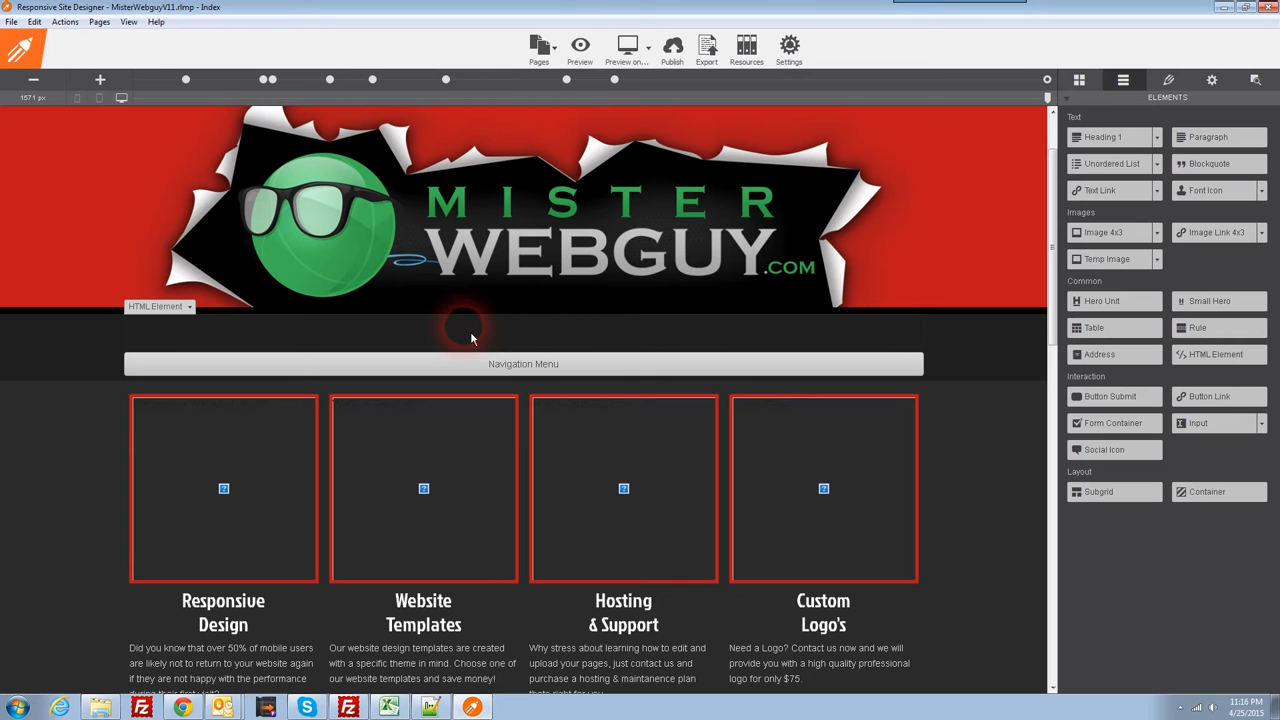 Responsive Site Designer - MisterWebguyV11.rlmp - Index
File Edit Actions Pages View Help
Pages Preview Preview on... Publish Export Resources Settings
1571 px
ELEMENTS
Text
Heading 1 Paragraph
Unordered List Blockquote
Text Link Font Icon
Images
Image 4x3 Image Link 4x3
Temp Image
Common
Hero Unit Small Hero
Table Rule
Address HTML Element
Interaction
Button Submit Button Link
Form Container Input
Social Icon
Layout
Subgrid Container
MISTER
WEBGUY.COM
HTML Element
Navigation Menu
Responsive
Design
Did you know that over 50% of mobile users
are likely not to return to your website again
if they are not happy with the performance
during their first visit?
Website
Templates
Our website design templates are created
with a specific theme in mind. Choose one of
our website templates and save money!
Hosting
& Support
Why stress about learning how to edit and
upload your pages, just contact us and
purchase a hosting & maintanence plan
thats right for you
Custom
Logo's
Need a Logo? Contact us now and we will
provide you with a high quality professional
logo for only $75.
11:16 PM
4/25/2015